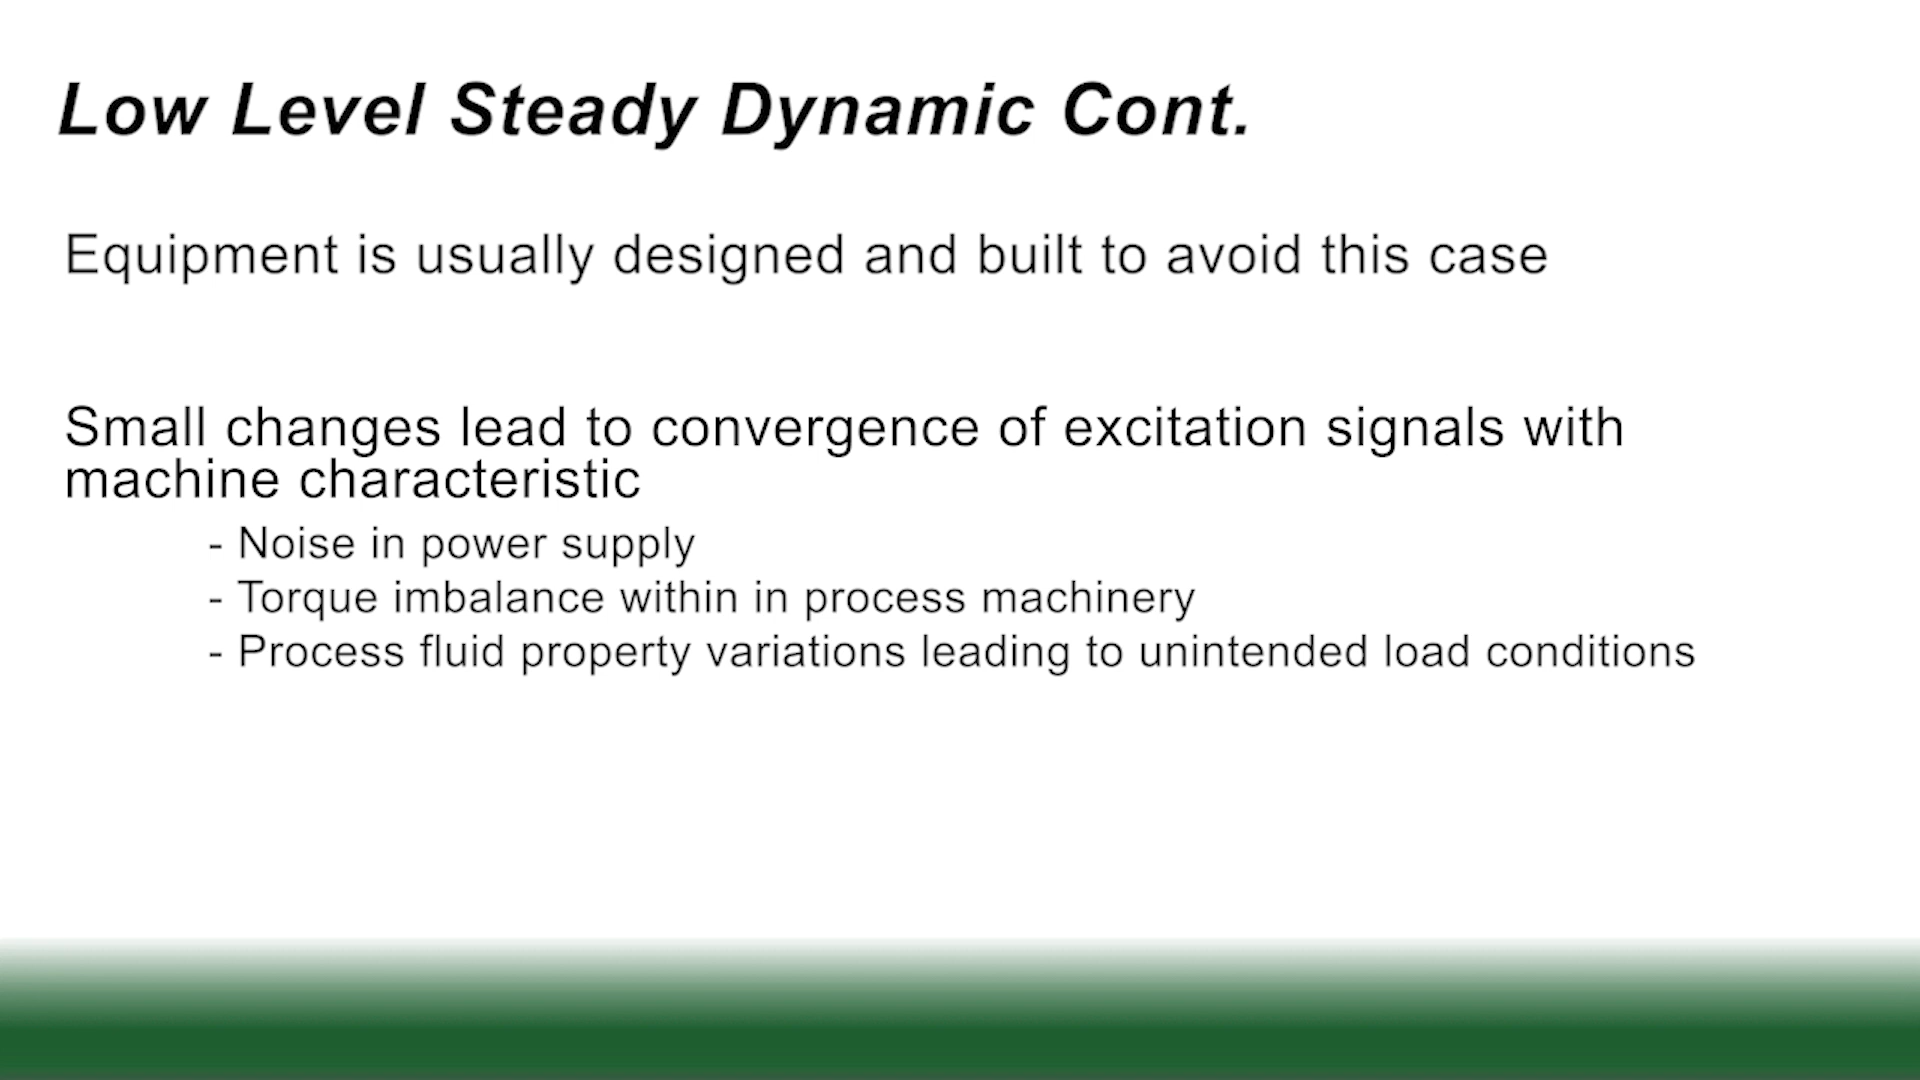 Low Level Steady Dynamic Cont.
Equipment is usually designed and built to avoid this case
Small changes lead to convergence of excitation signals with
machine characteristic
- Noise in power supply
- Torque imbalance within in process machinery
- Process fluid property variations leading to unintended load conditions